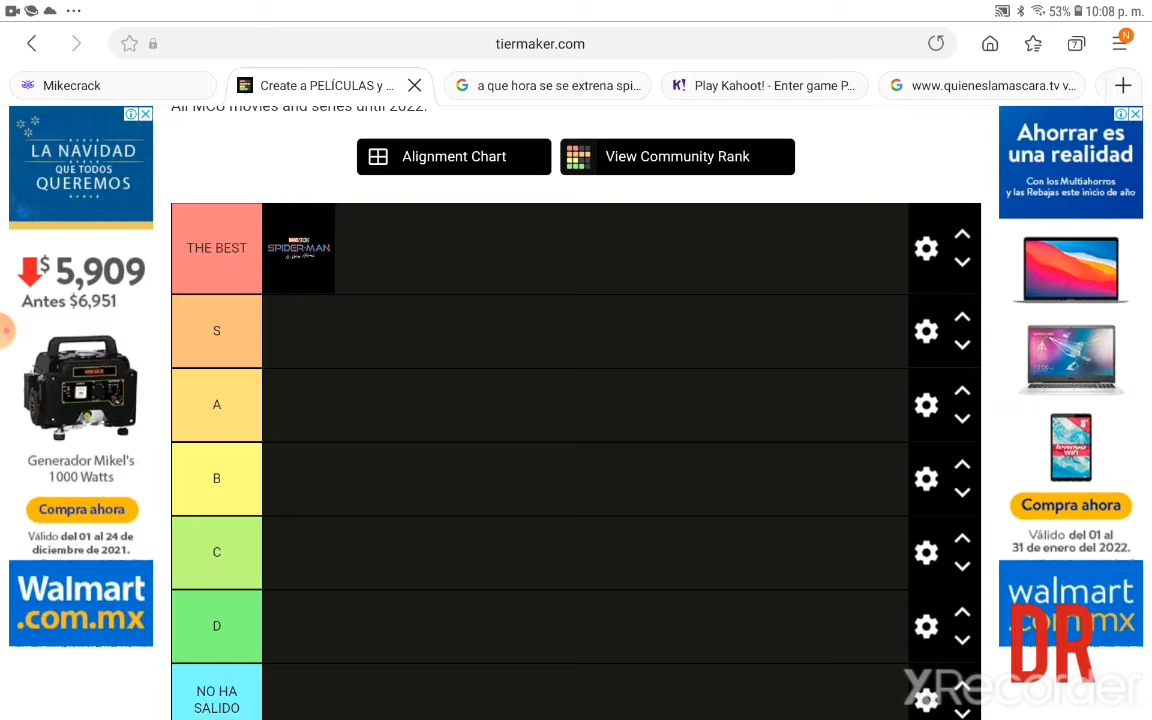 53% 10:08 p. m.
tiermaker.com
7
N
Mikecrack
Create a PELÍCULAS y ...
a que hora se se extrena spi...
K! Play Kahoot! - Enter game P...
www.quieneslamascara.tv v...
All MCU movies and series until 2022.
Alignment Chart
View Community Rank
THE BEST
SPIDER-MAN
No Way Home
S
A
B
C
D
NO HA
SALIDO
LA NAVIDAD
QUE TODOS
QUEREMOS
$5,909
Antes $6,951
Generador Mikel's
1000 Watts
Compra ahora
Válido del 01 al 24 de
diciembre de 2021.
Walmart
.com.mx
Ahorrar es
una realidad
Con los Multiahorros
y las Rebajas este inicio de año
Compra ahora
Válido del 01 al
31 de enero del 2022.
walmart
.com.mx
DR
XRecorder